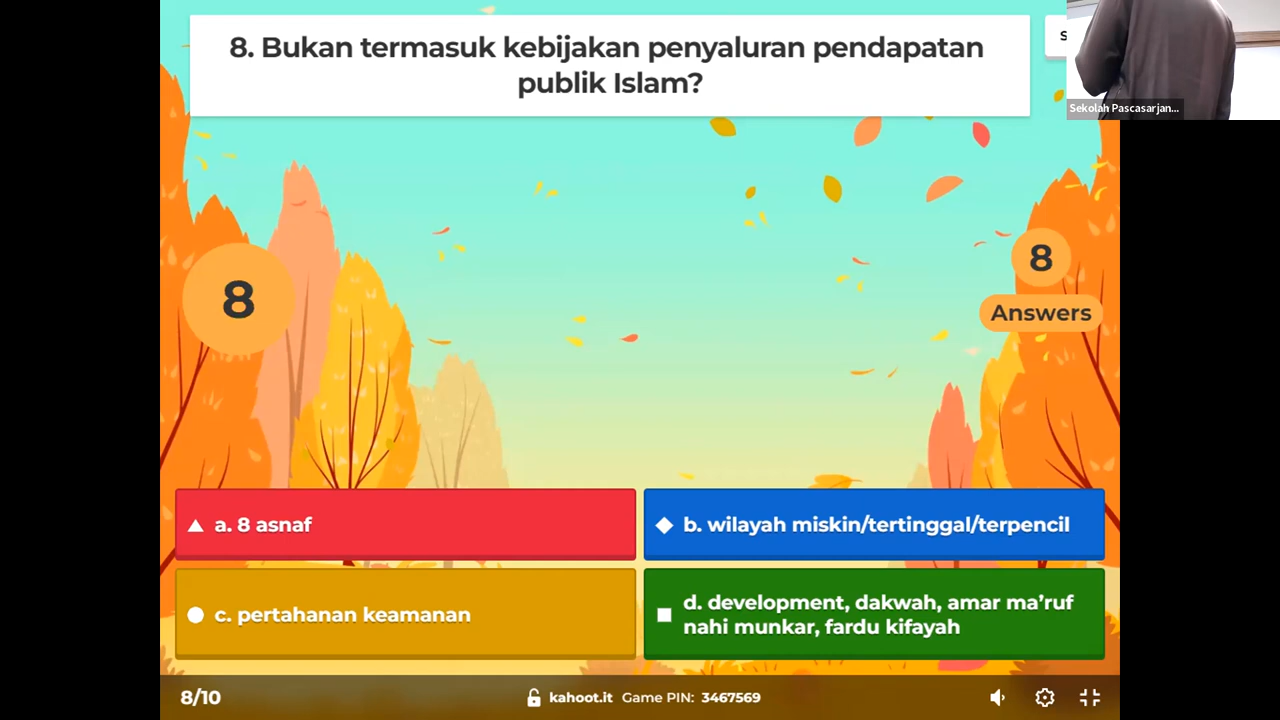 8. Bukan termasuk kebijakan penyaluran pendapatan
publik Islam?
S
Sekolah Pascasarjan...
8
8
Answers
a. 8 asnaf
b. wilayah miskin/tertinggal/terpencil
c. pertahanan keamanan
d. development, dakwah, amar ma’ruf
nahi munkar, fardu kifayah
8/10
kahoot.it Game PIN: 3467569